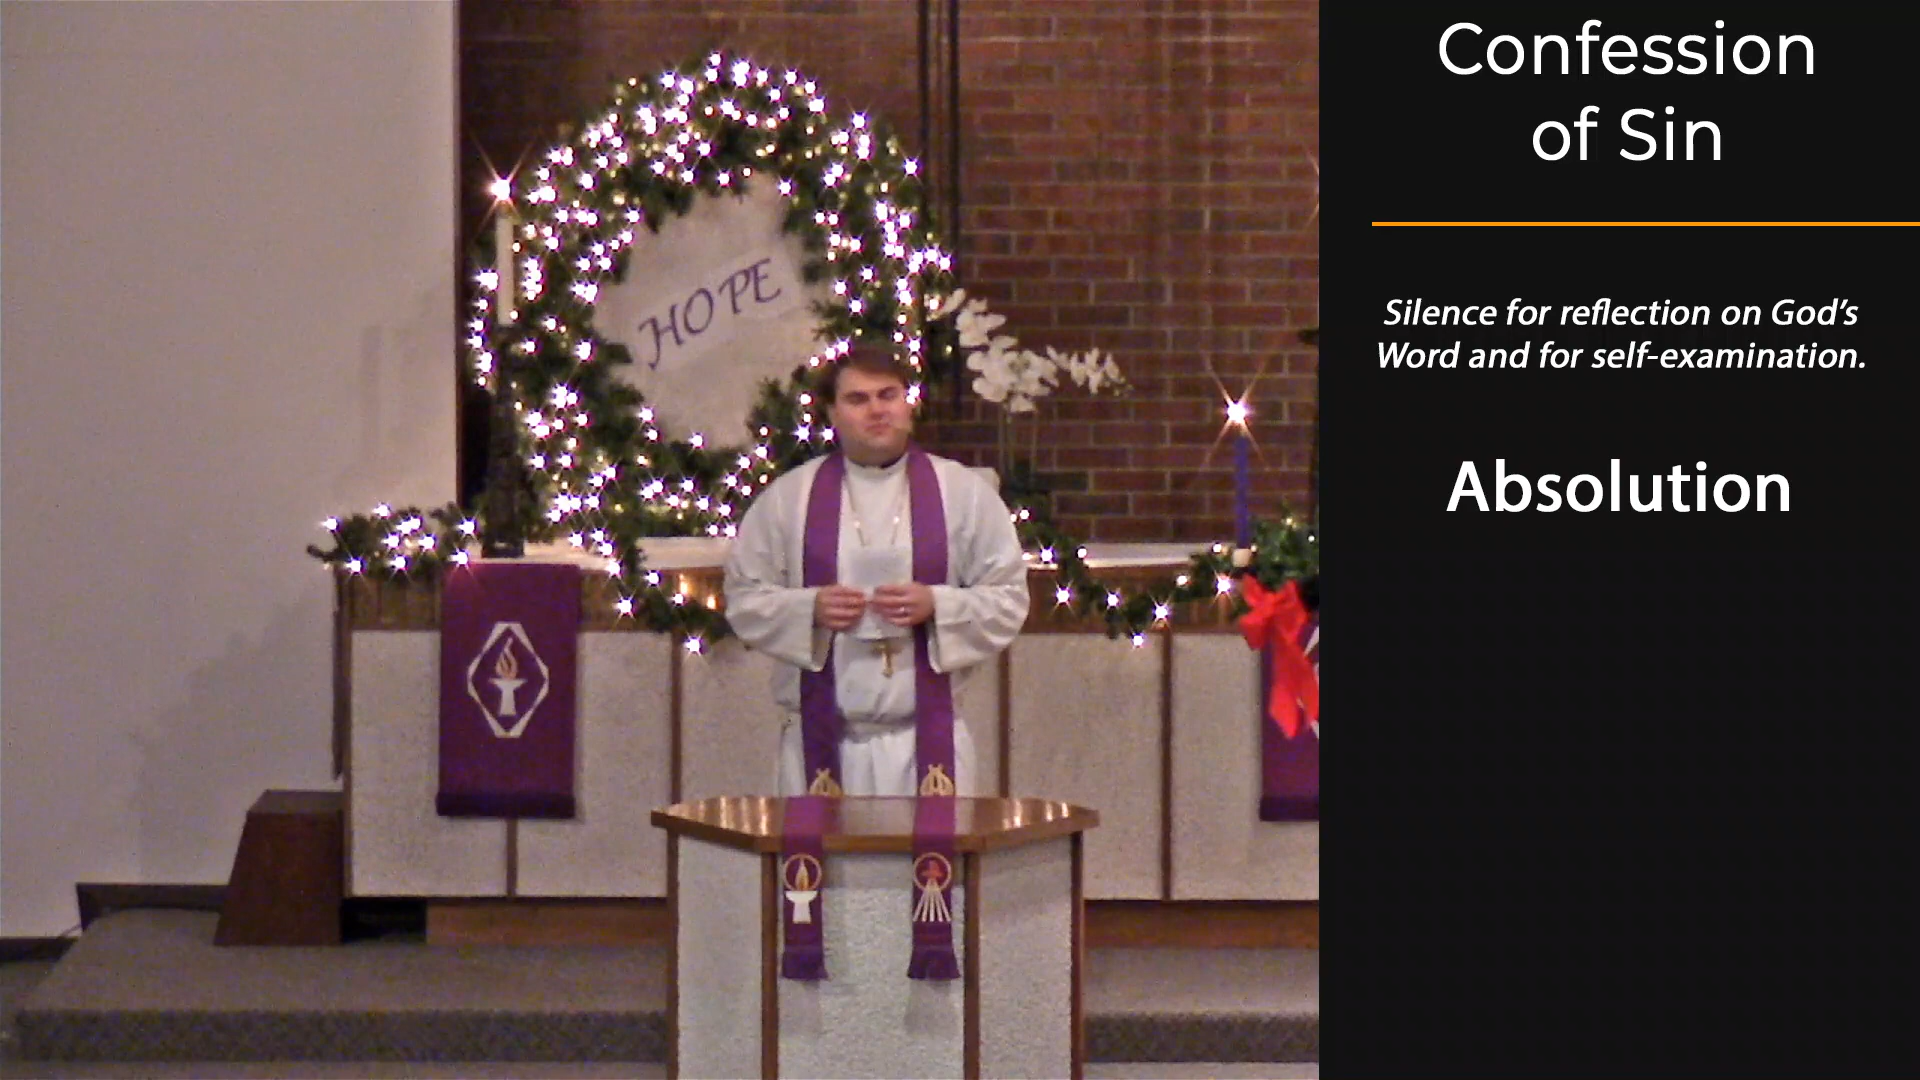 HOPE
Confession
of Sin
Silence for reflection on God’s
Word and for self-examination.
Absolution